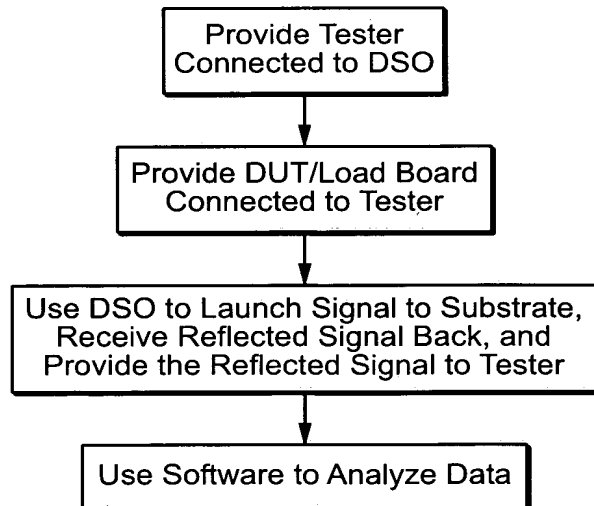 Provide Tester
Connected to DSO
Provide DUT/Load Board
Connected to Tester
Use DSO to Launch Signal to Substrate,
Receive Reflected Signal Back, and
Provide the Reflected Signal to Tester
Use Software to Analyze Data